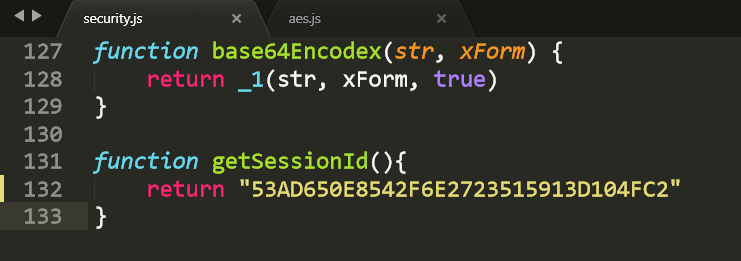 security.js × aes.js ×
127 function base64Encodex(str, xForm) {
128 return _1(str, xForm, true)
129 }
130
131 function getSessionId(){
132 return "53AD650E8542F6E2723515913D104FC2"
133 }